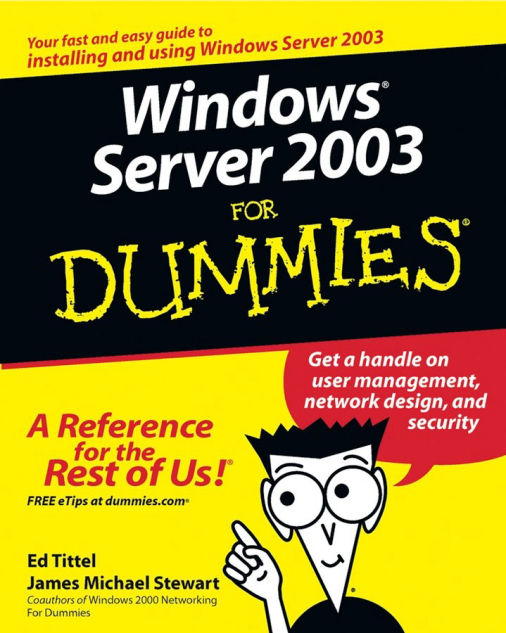 Your fast and easy guide to
installing and using Windows Server 2003
Windows®
Server 2003
FOR
DUMMIES®
Get a handle on
user management,
network design, and
security
A Reference
for the
Rest of Us!®
FREE eTips at dummies.com®
Ed Tittel
James Michael Stewart
Coauthors of Windows 2000 Networking
For Dummies
®